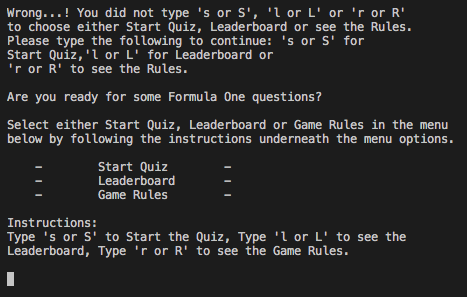 Wrong...! You did not type 's or S', 'l or L' or 'r or R'
to choose either Start Quiz, Leaderboard or see the Rules.
Please type the following to continue: 's or S' for
Start Quiz,'l or L' for Leaderboard or
'r or R' to see the Rules.
Are you ready for some Formula One questions?
Select either Start Quiz, Leaderboard or Game Rules in the menu
below by following the instructions underneath the menu options.
- Start Quiz -
- Leaderboard -
- Game Rules -
Instructions:
Type 's or S' to Start the Quiz, Type 'l or L' to see the
Leaderboard, Type 'r or R' to see the Game Rules.